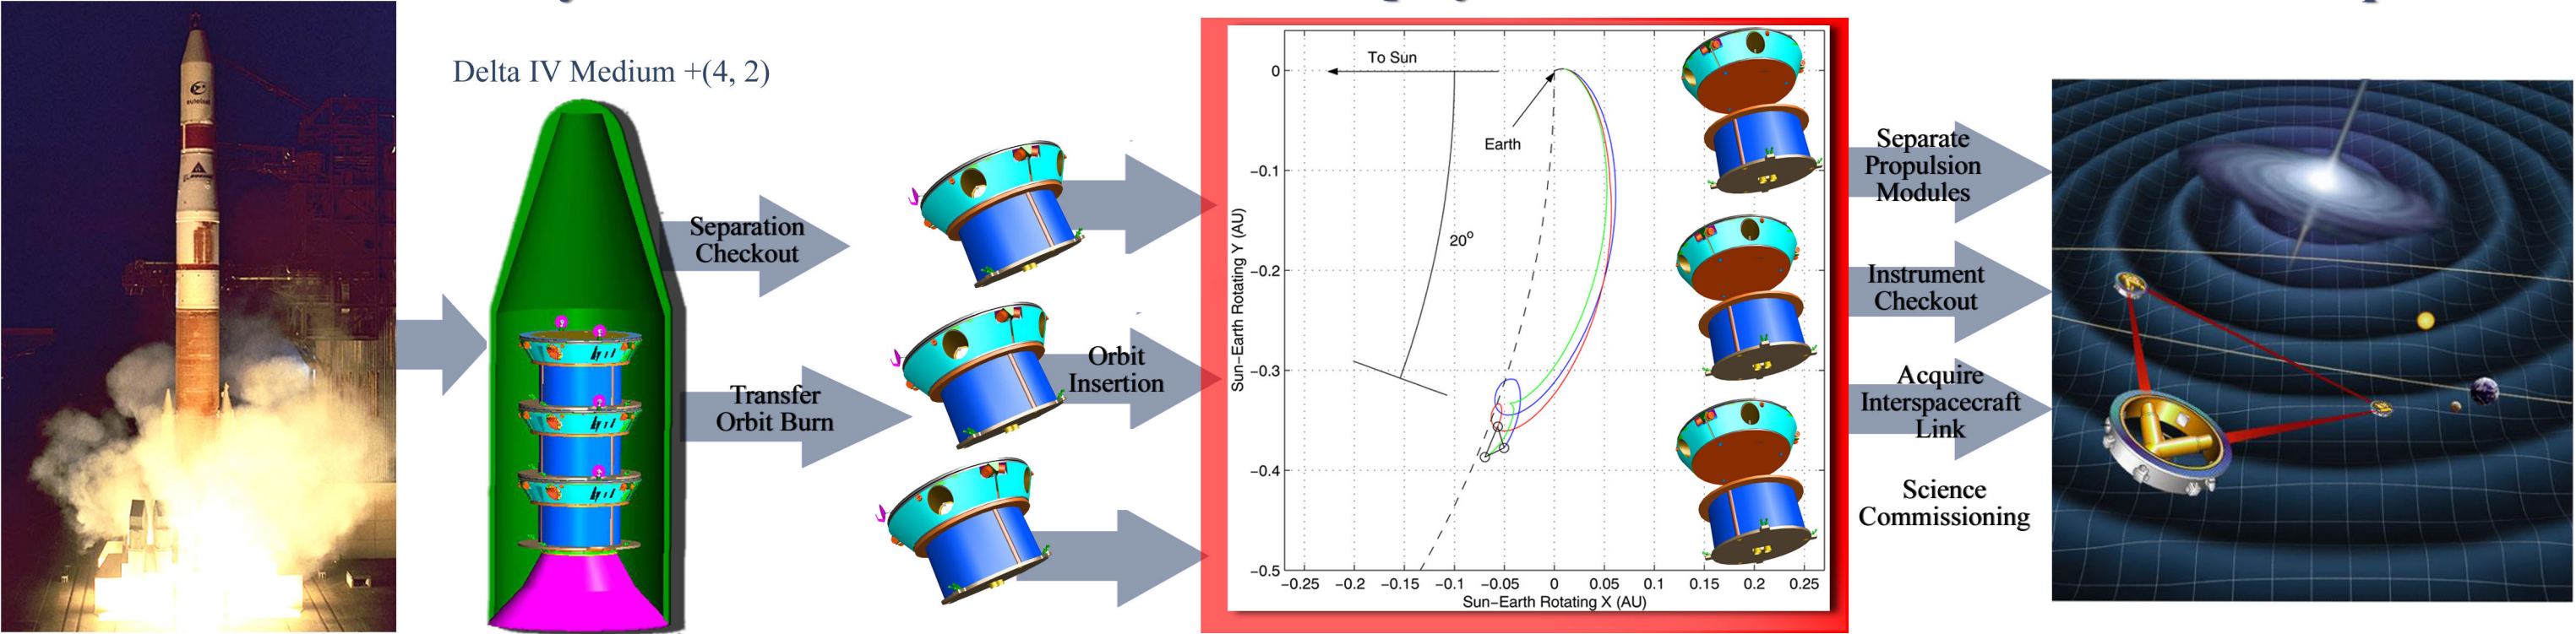 Delta IV Medium +(4, 2)
Separation
Checkout
Transfer
Orbit Burn
Orbit
Insertion
To Sun
Earth
20°
Sun−Earth Rotating Y (AU)
0
−0.1
−0.2
−0.3
−0.4
−0.5
−0.25
−0.2
−0.15
−0.1
−0.05
0
0.05
0.1
0.15
0.2
0.25
Sun−Earth Rotating X (AU)
Separate
Propulsion
Modules
Instrument
Checkout
Acquire
Interspacecraft
Link
Science
Commissioning